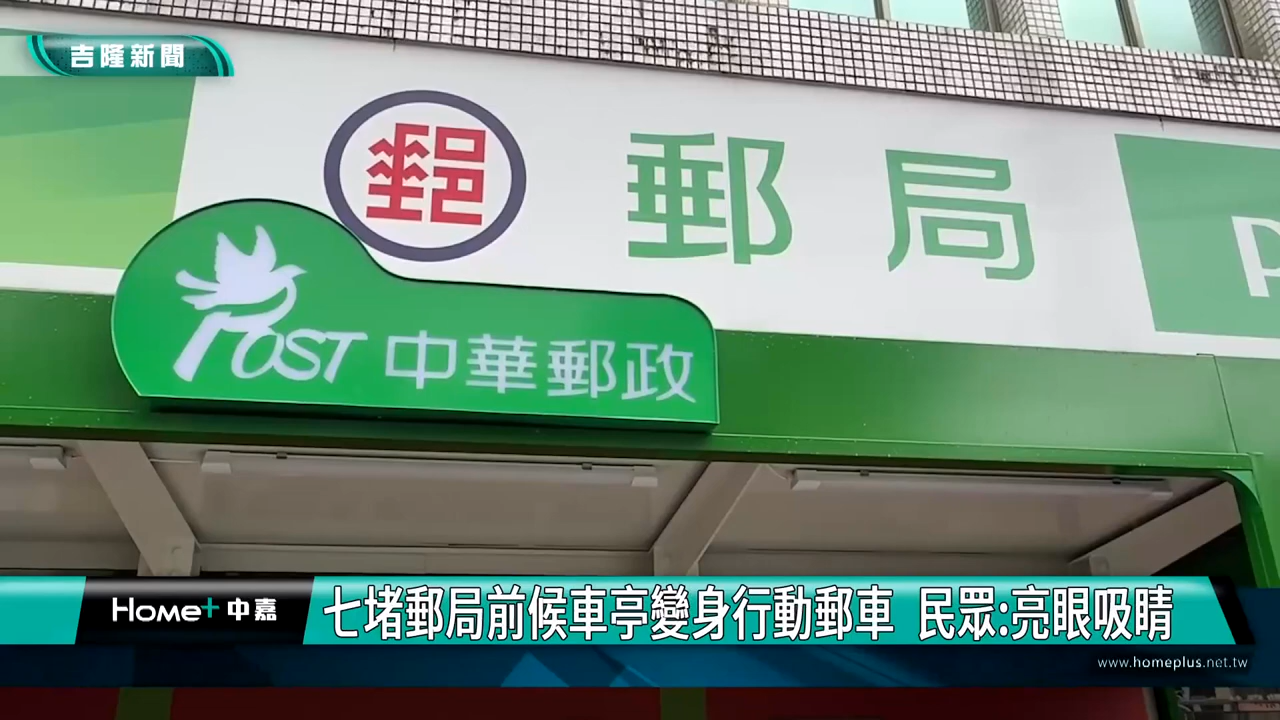 吉隆新聞
郵
郵局
P
POST 中華郵政
Home+ 中嘉
七堵郵局前候車亭變身行動郵車 民眾:亮眼吸睛
www.homeplus.net.tw